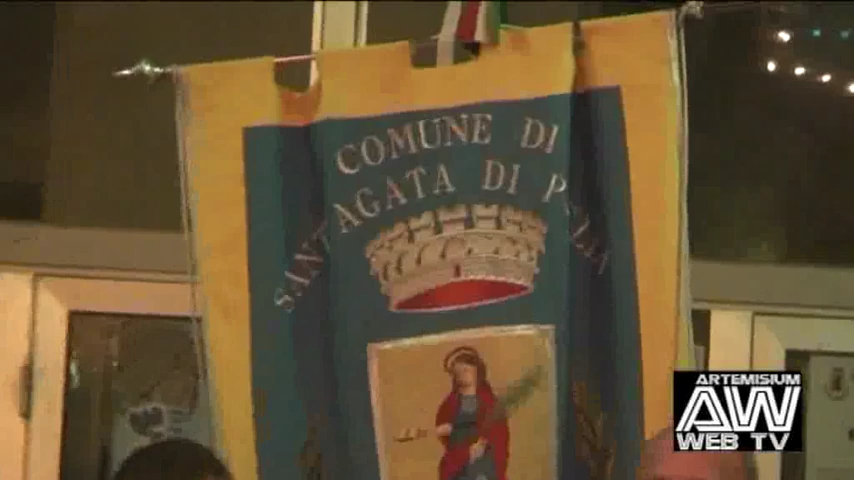 COMUNE DI
SANT'AGATA DI
ARTEMISIUM
AW
WEB TV